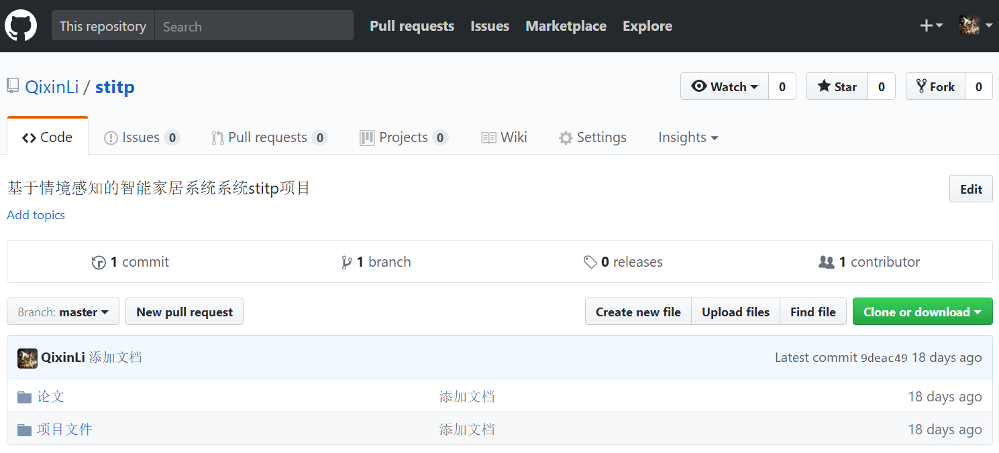 This repository Search Pull requests Issues Marketplace Explore
QixinLi / stitp Watch 0 Star 0 Fork 0
Code Issues 0 Pull requests 0 Projects 0 Wiki Settings Insights
基于情境感知的智能家居系统系统stitp项目 Edit
Add topics
1 commit 1 branch 0 releases 1 contributor
Branch: master New pull request Create new file Upload files Find file Clone or download
QixinLi 添加文档 Latest commit 9deac49 18 days ago
论文 添加文档 18 days ago
项目文件 添加文档 18 days ago